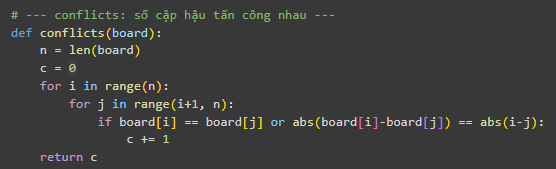 # --- conflicts: số cặp hậu tấn công nhau ---
def conflicts(board):
    n = len(board)
    c = 0
    for i in range(n):
        for j in range(i+1, n):
            if board[i] == board[j] or abs(board[i]-board[j]) == abs(i-j):
                c += 1
    return c